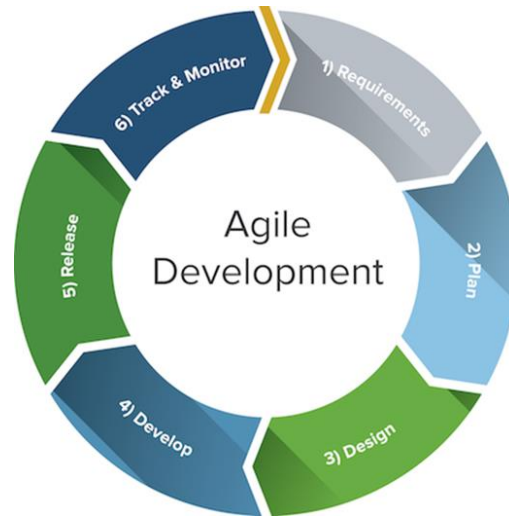 Agile
Development
1) Requirements
2) Plan
3) Design
4) Develop
5) Release
6) Track & Monitor